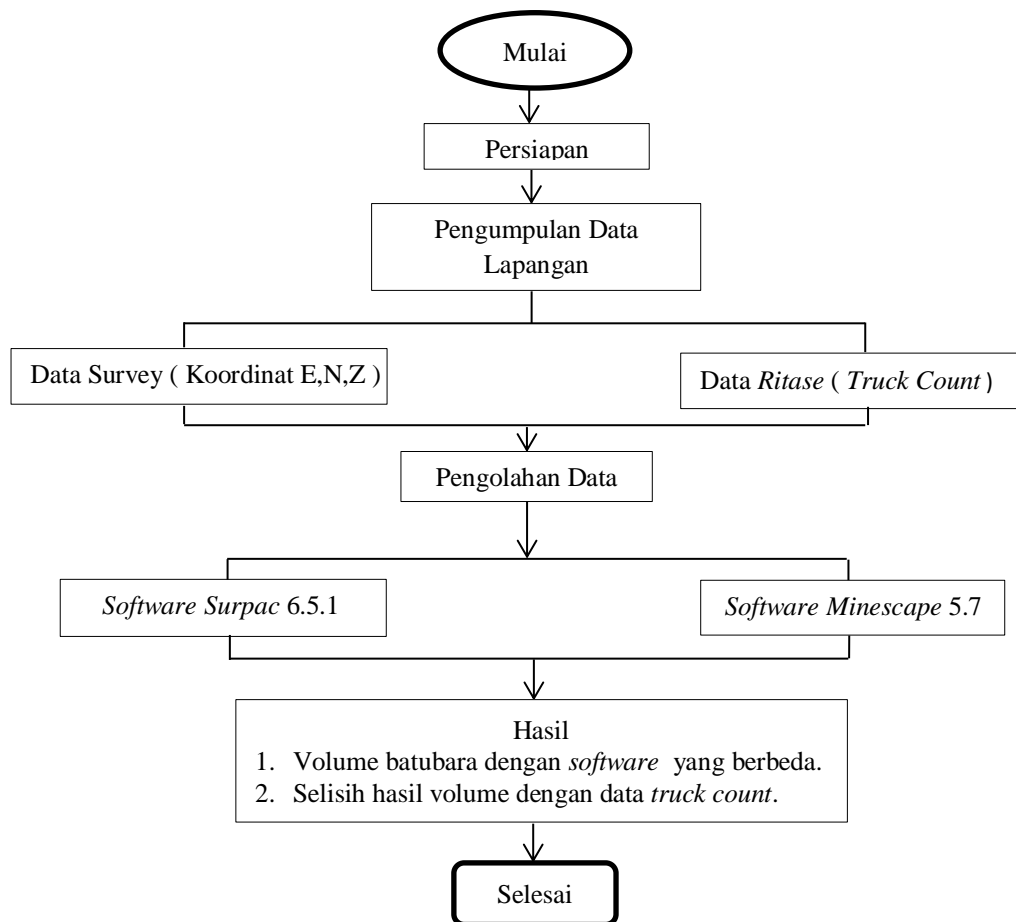 Mulai
Persiapan
Pengumpulan Data
Lapangan
Data Survey ( Koordinat E,N,Z )
Data Ritase ( Truck Count )
Pengolahan Data
Software Surpac 6.5.1
Software Minescape 5.7
Hasil
1. Volume batubara dengan software yang berbeda.
2. Selisih hasil volume dengan data truck count.
Selesai